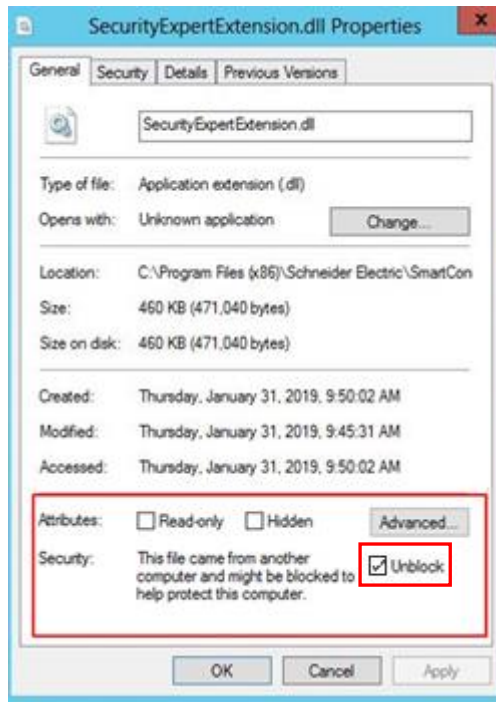 SecurityExpertExtension.dll Properties
x
General Security Details Previous Versions
SecurityExpertExtension.dll
Type of file: Application extension (.dll)
Opens with: Unknown application Change...
Location: C:\Program Files (x86)\Schneider Electric\SmartCon
Size: 460 KB (471,040 bytes)
Size on disk: 460 KB (471,040 bytes)
Created: Thursday, January 31, 2019, 9:50:02 AM
Modified: Thursday, January 31, 2019, 9:45:31 AM
Accessed: Thursday, January 31, 2019, 9:50:02 AM
Attributes: Read-only Hidden Advanced...
Security: This file came from another
computer and might be blocked to
help protect this computer.
Unblock
OK Cancel Apply